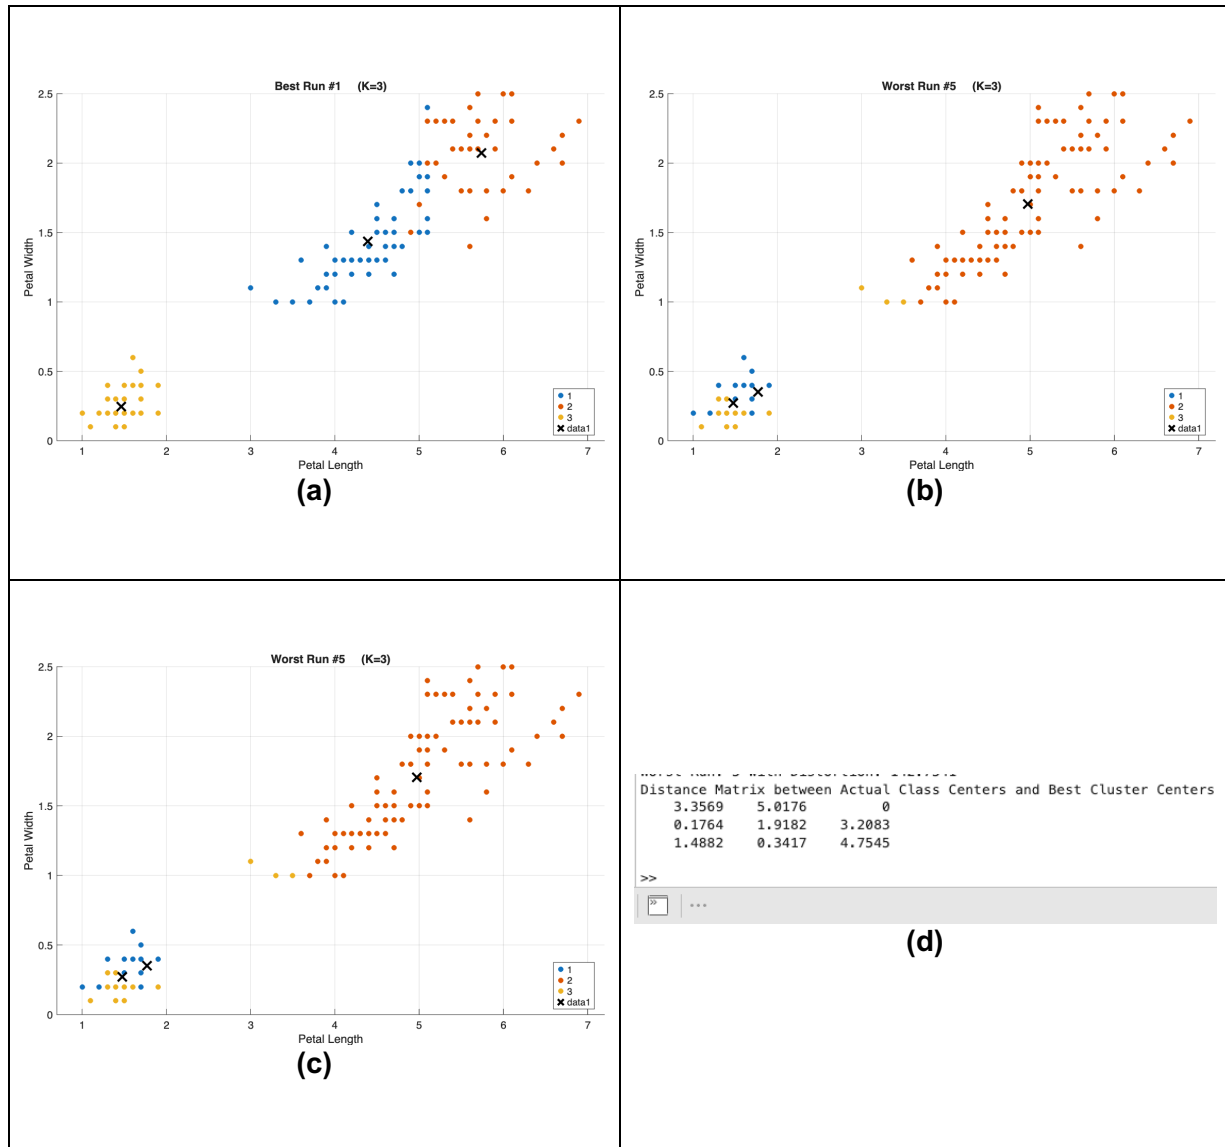 Best Run #1 (K=3)
2.5
2
1.5
1
0.5
0
Petal Width
1 2 3 4 5 6 7
Petal Length
1
2
3
data1
(a)
Worst Run #5 (K=3)
2.5
2
1.5
1
0.5
0
Petal Width
1 2 3 4 5 6 7
Petal Length
1
2
3
data1
(b)
Worst Run #5 (K=3)
2.5
2
1.5
1
0.5
0
Petal Width
1 2 3 4 5 6 7
Petal Length
1
2
3
data1
(c)
Distance Matrix between Actual Class Centers and Best Cluster Centers
3.3569 5.0176 0
0.1764 1.9182 3.2083
1.4882 0.3417 4.7545
>>
(d)